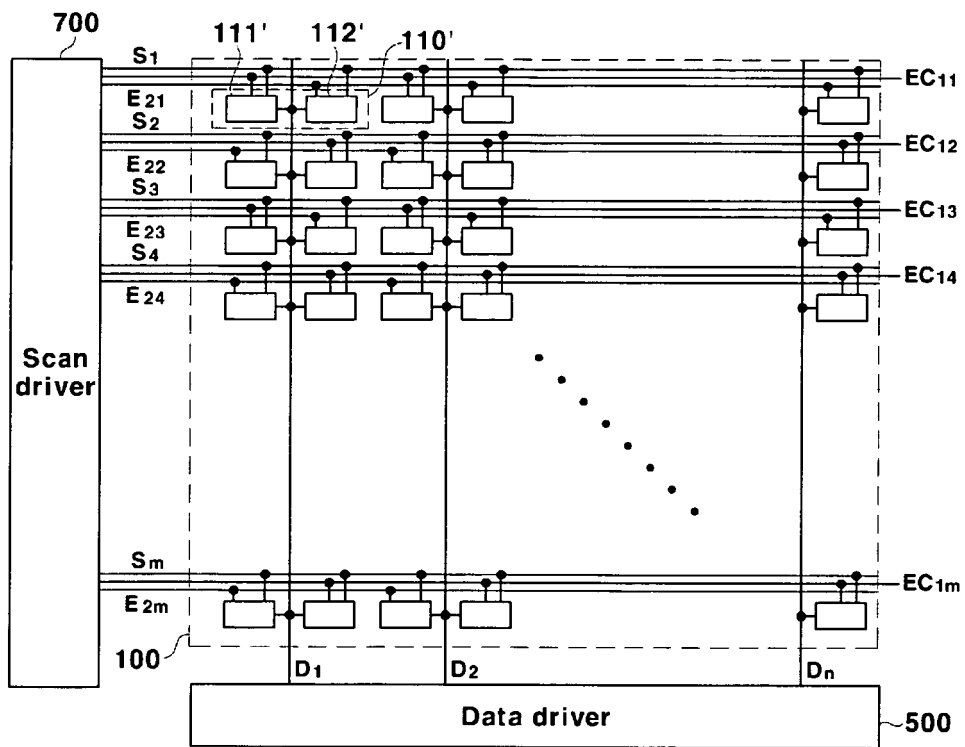 700
111'
112'
110'
S1
EC11
E21
S2
EC12
E22
S3
EC13
E23
S4
EC14
E24
Scan
driver
Sm
EC1m
E2m
100
D1
D2
Dn
Data driver
500